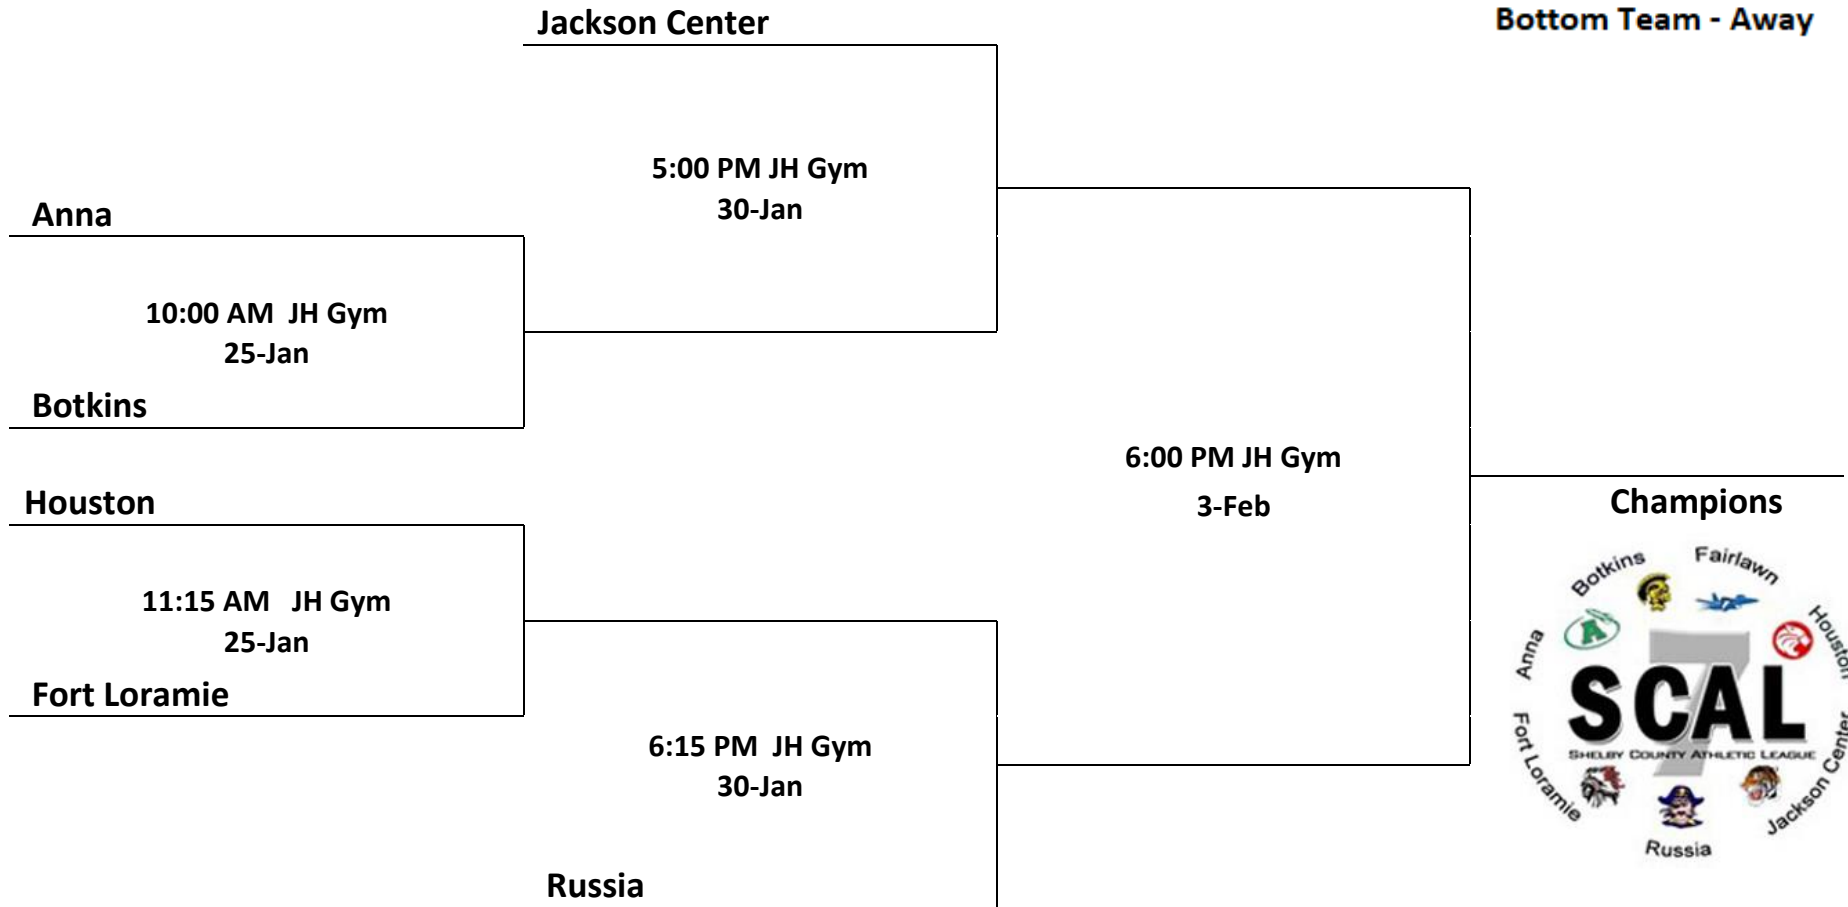 Jackson Center
Bottom Team - Away
5:00 PM JH Gym
30-Jan
Anna
10:00 AM JH Gym
25-Jan
Botkins
6:00 PM JH Gym
3-Feb
Houston
Champions
11:15 AM JH Gym
25-Jan
Fort Loramie
6:15 PM JH Gym
30-Jan
Russia
Botkins
Fairlawn
Anna
Houston
7
SCAL
SHELBY COUNTY ATHLETIC LEAGUE
Fort Loramie
Jackson Center
Russia
A